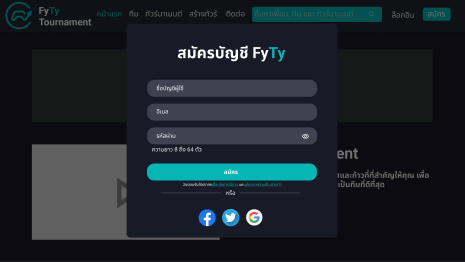 FyTy
Tournament
หน้าแรก ทีม ทัวร์นาเมนต์ สร้างทัวร์ ติดต่อ ค้นหาเพื่อน, ทีม และ ทัวร์นาเมนต์ ล็อกอิน สมัคร
สมัครบัญชี FyTy
ชื่อบัญชีผู้ใช้
อีเมล
รหัสผ่าน
ความยาว 8 ถึง 64 ตัว
สมัคร
หรือ
ent
และก้าวที่ที่สำคัญให้คุณ เพื่อ
เป็นทีมที่ดีที่สุด